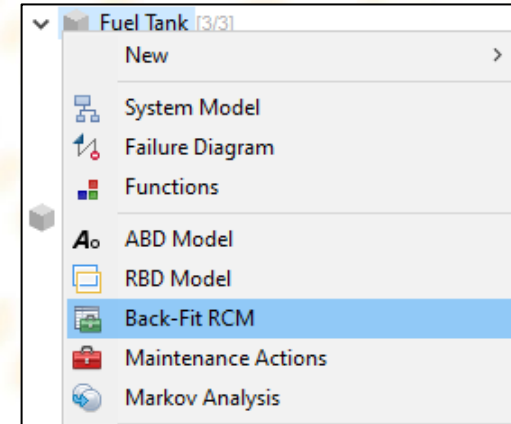 Fuel Tank [3/3]
New
System Model
Failure Diagram
Functions
Ao ABD Model
RBD Model
Back-Fit RCM
Maintenance Actions
Markov Analysis